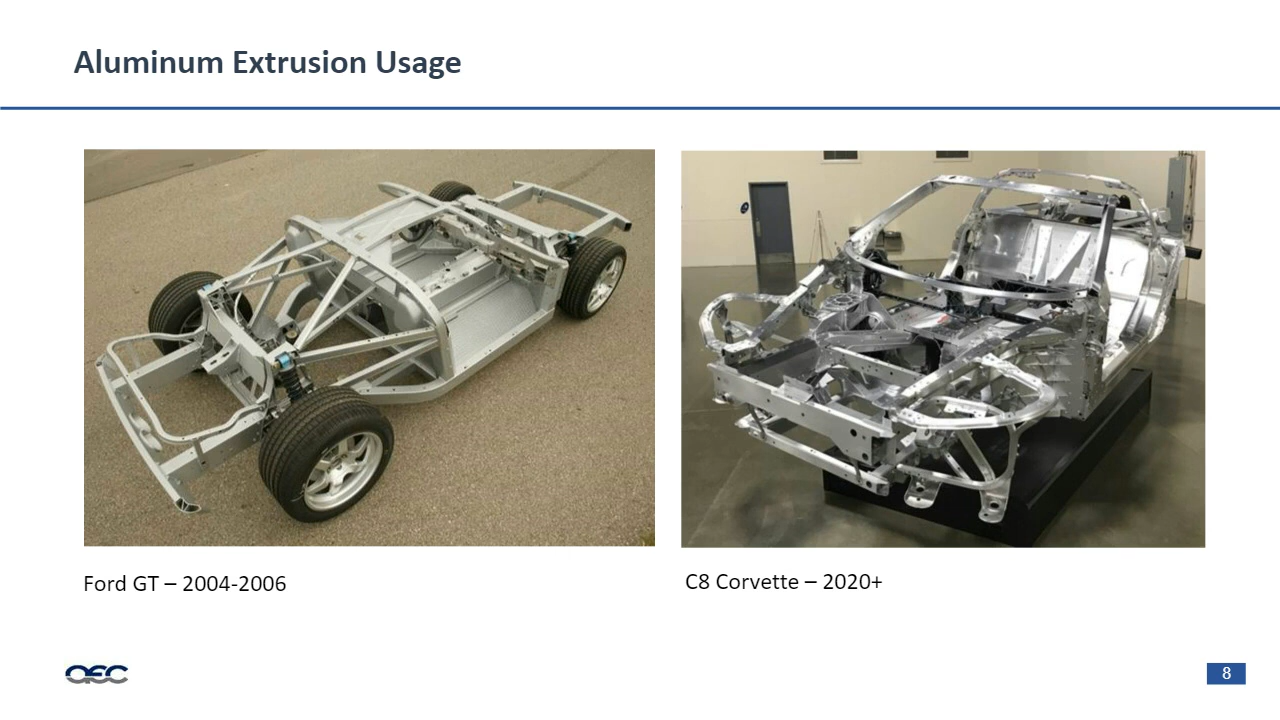 Aluminum Extrusion Usage
Ford GT – 2004-2006
C8 Corvette – 2020+
AEC
8